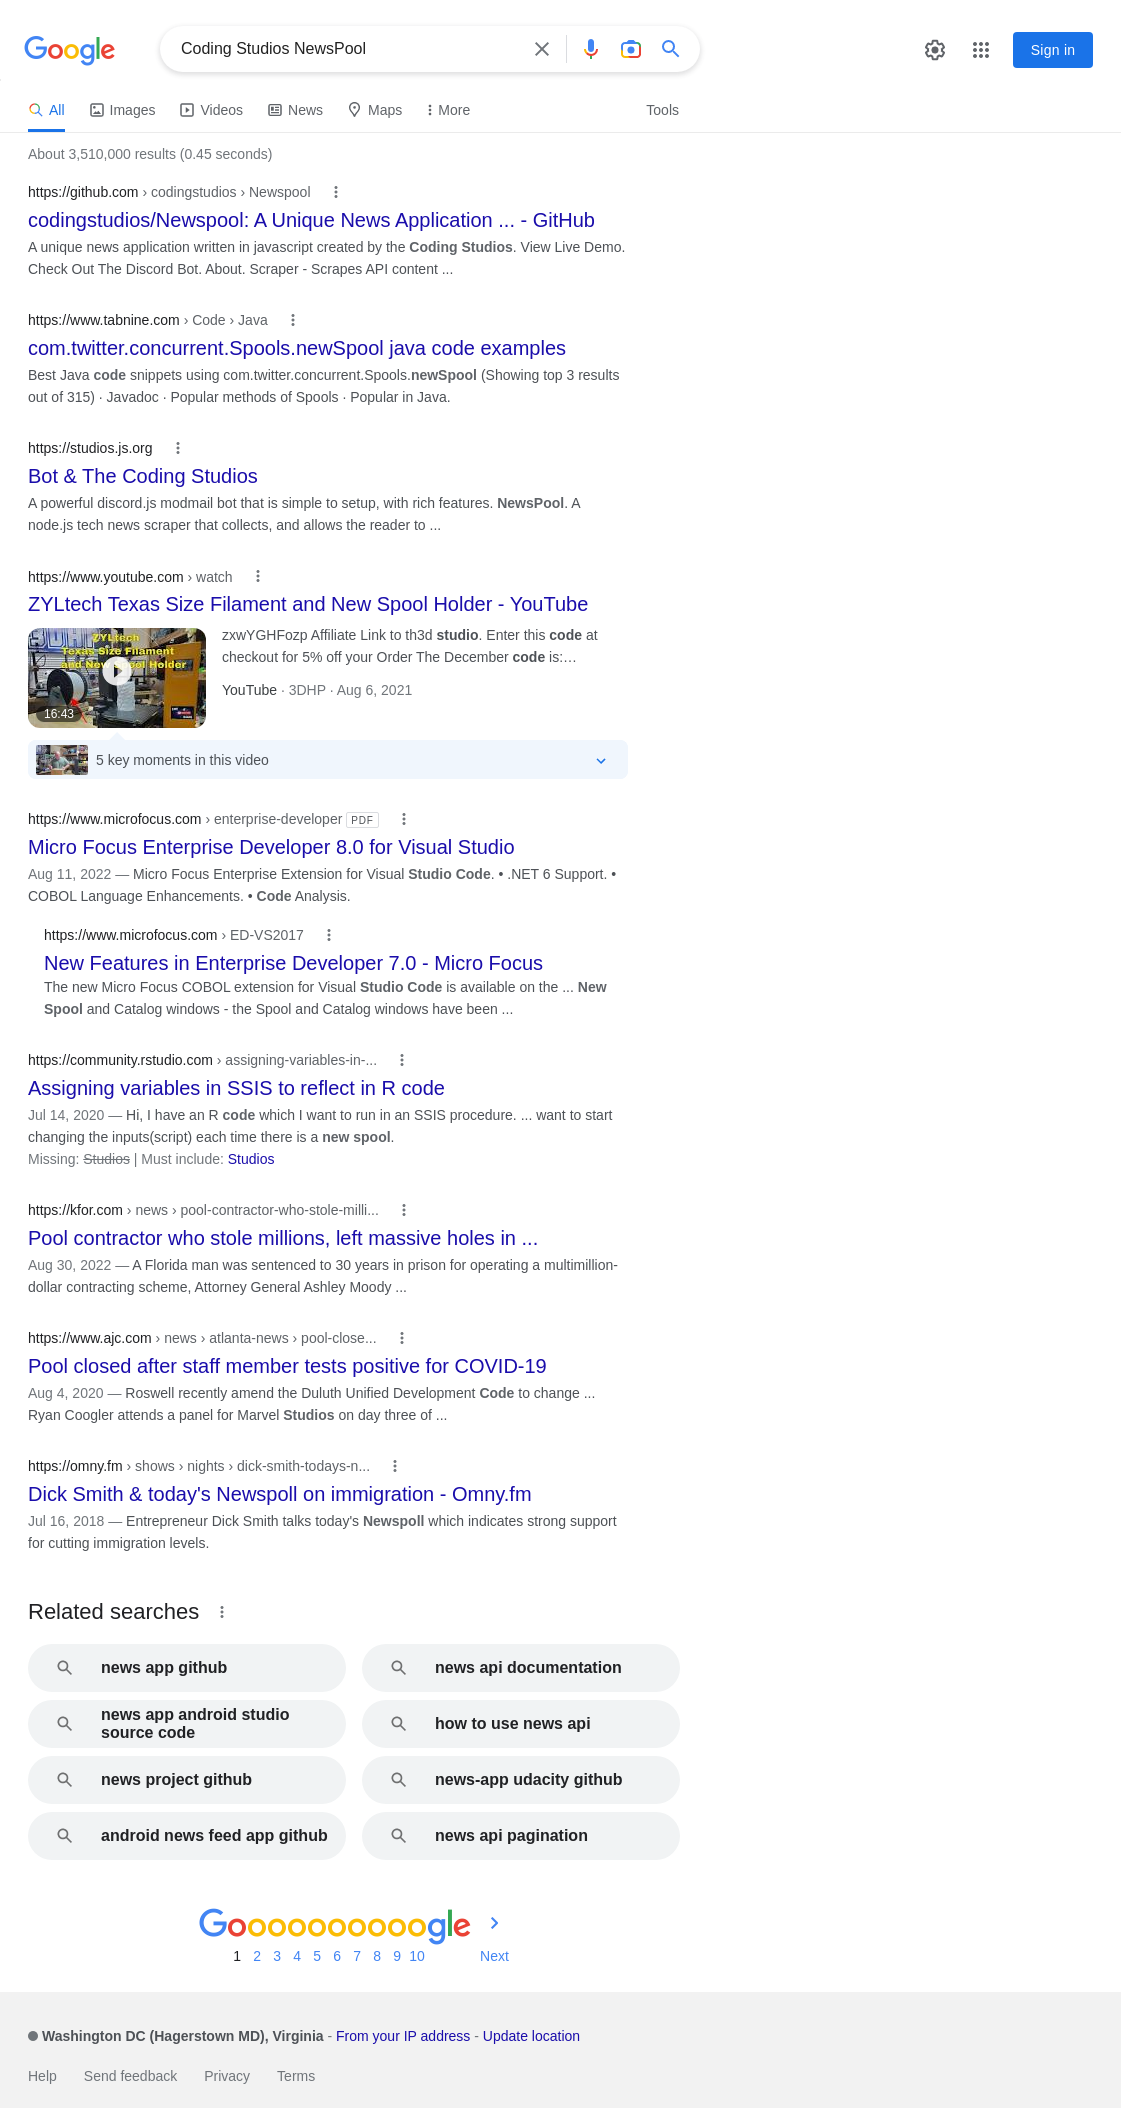 Google
Coding Studios NewsPool
Sign in
All
Images
Videos
News
Maps
More
Tools
About 3,510,000 results (0.45 seconds)
https://github.com › codingstudios › Newspool
codingstudios/Newspool: A Unique News Application ... - GitHub
A unique news application written in javascript created by the Coding Studios. View Live Demo.
Check Out The Discord Bot. About. Scraper - Scrapes API content ...
https://www.tabnine.com › Code › Java
com.twitter.concurrent.Spools.newSpool java code examples
Best Java code snippets using com.twitter.concurrent.Spools.newSpool (Showing top 3 results
out of 315) · Javadoc · Popular methods of Spools · Popular in Java.
https://studios.js.org
Bot & The Coding Studios
A powerful discord.js modmail bot that is simple to setup, with rich features. NewsPool. A
node.js tech news scraper that collects, and allows the reader to ...
https://www.youtube.com › watch
ZYLtech Texas Size Filament and New Spool Holder - YouTube
ZYLtech
Texas Size Filament
and New Spool Holder
16:43
zxwYGHFozp Affiliate Link to th3d studio. Enter this code at
checkout for 5% off your Order The December code is:…
YouTube · 3DHP · Aug 6, 2021
5 key moments in this video
https://www.microfocus.com › enterprise-developer PDF
Micro Focus Enterprise Developer 8.0 for Visual Studio
Aug 11, 2022 — Micro Focus Enterprise Extension for Visual Studio Code. • .NET 6 Support. •
COBOL Language Enhancements. • Code Analysis.
https://www.microfocus.com › ED-VS2017
New Features in Enterprise Developer 7.0 - Micro Focus
The new Micro Focus COBOL extension for Visual Studio Code is available on the ... New
Spool and Catalog windows - the Spool and Catalog windows have been ...
https://community.rstudio.com › assigning-variables-in-...
Assigning variables in SSIS to reflect in R code
Jul 14, 2020 — Hi, I have an R code which I want to run in an SSIS procedure. ... want to start
changing the inputs(script) each time there is a new spool.
Missing: Studios | Must include: Studios
https://kfor.com › news › pool-contractor-who-stole-milli...
Pool contractor who stole millions, left massive holes in ...
Aug 30, 2022 — A Florida man was sentenced to 30 years in prison for operating a multimillion-
dollar contracting scheme, Attorney General Ashley Moody ...
https://www.ajc.com › news › atlanta-news › pool-close...
Pool closed after staff member tests positive for COVID-19
Aug 4, 2020 — Roswell recently amend the Duluth Unified Development Code to change ...
Ryan Coogler attends a panel for Marvel Studios on day three of ...
https://omny.fm › shows › nights › dick-smith-todays-n...
Dick Smith & today's Newspoll on immigration - Omny.fm
Jul 16, 2018 — Entrepreneur Dick Smith talks today's Newspoll which indicates strong support
for cutting immigration levels.
Related searches
news app github
news api documentation
news app android studio
source code
how to use news api
news project github
news-app udacity github
android news feed app github
news api pagination
Goooooooooogle
1 2 3 4 5 6 7 8 9 10 Next
Washington DC (Hagerstown MD), Virginia - From your IP address - Update location
Help Send feedback Privacy Terms